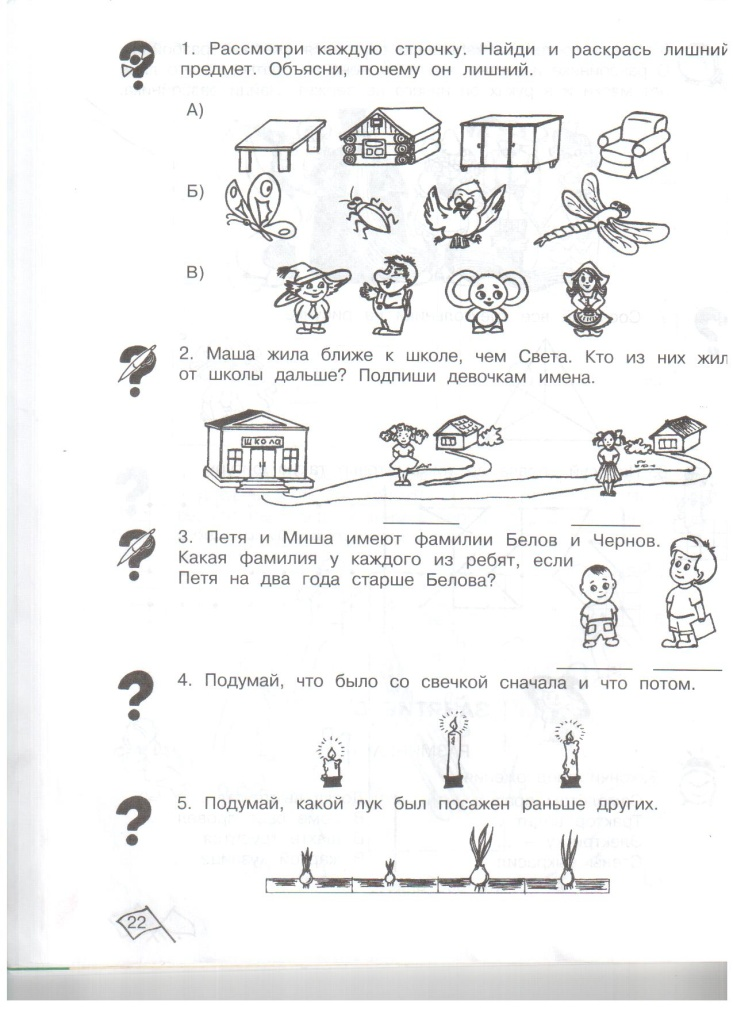 1. Рассмотри каждую строчку. Найди и раскрась лишний
предмет. Объясни, почему он лишний.
А)
Б)
В)
2. Маша жила ближе к школе, чем Света. Кто из них жил
от школы дальше? Подпиши девочкам имена.
ШКОЛА
3. Петя и Миша имеют фамилии Белов и Чернов.
Какая фамилия у каждого из ребят, если
Петя на два года старше Белова?
4. Подумай, что было со свечкой сначала и что потом.
5. Подумай, какой лук был посажен раньше других.
22